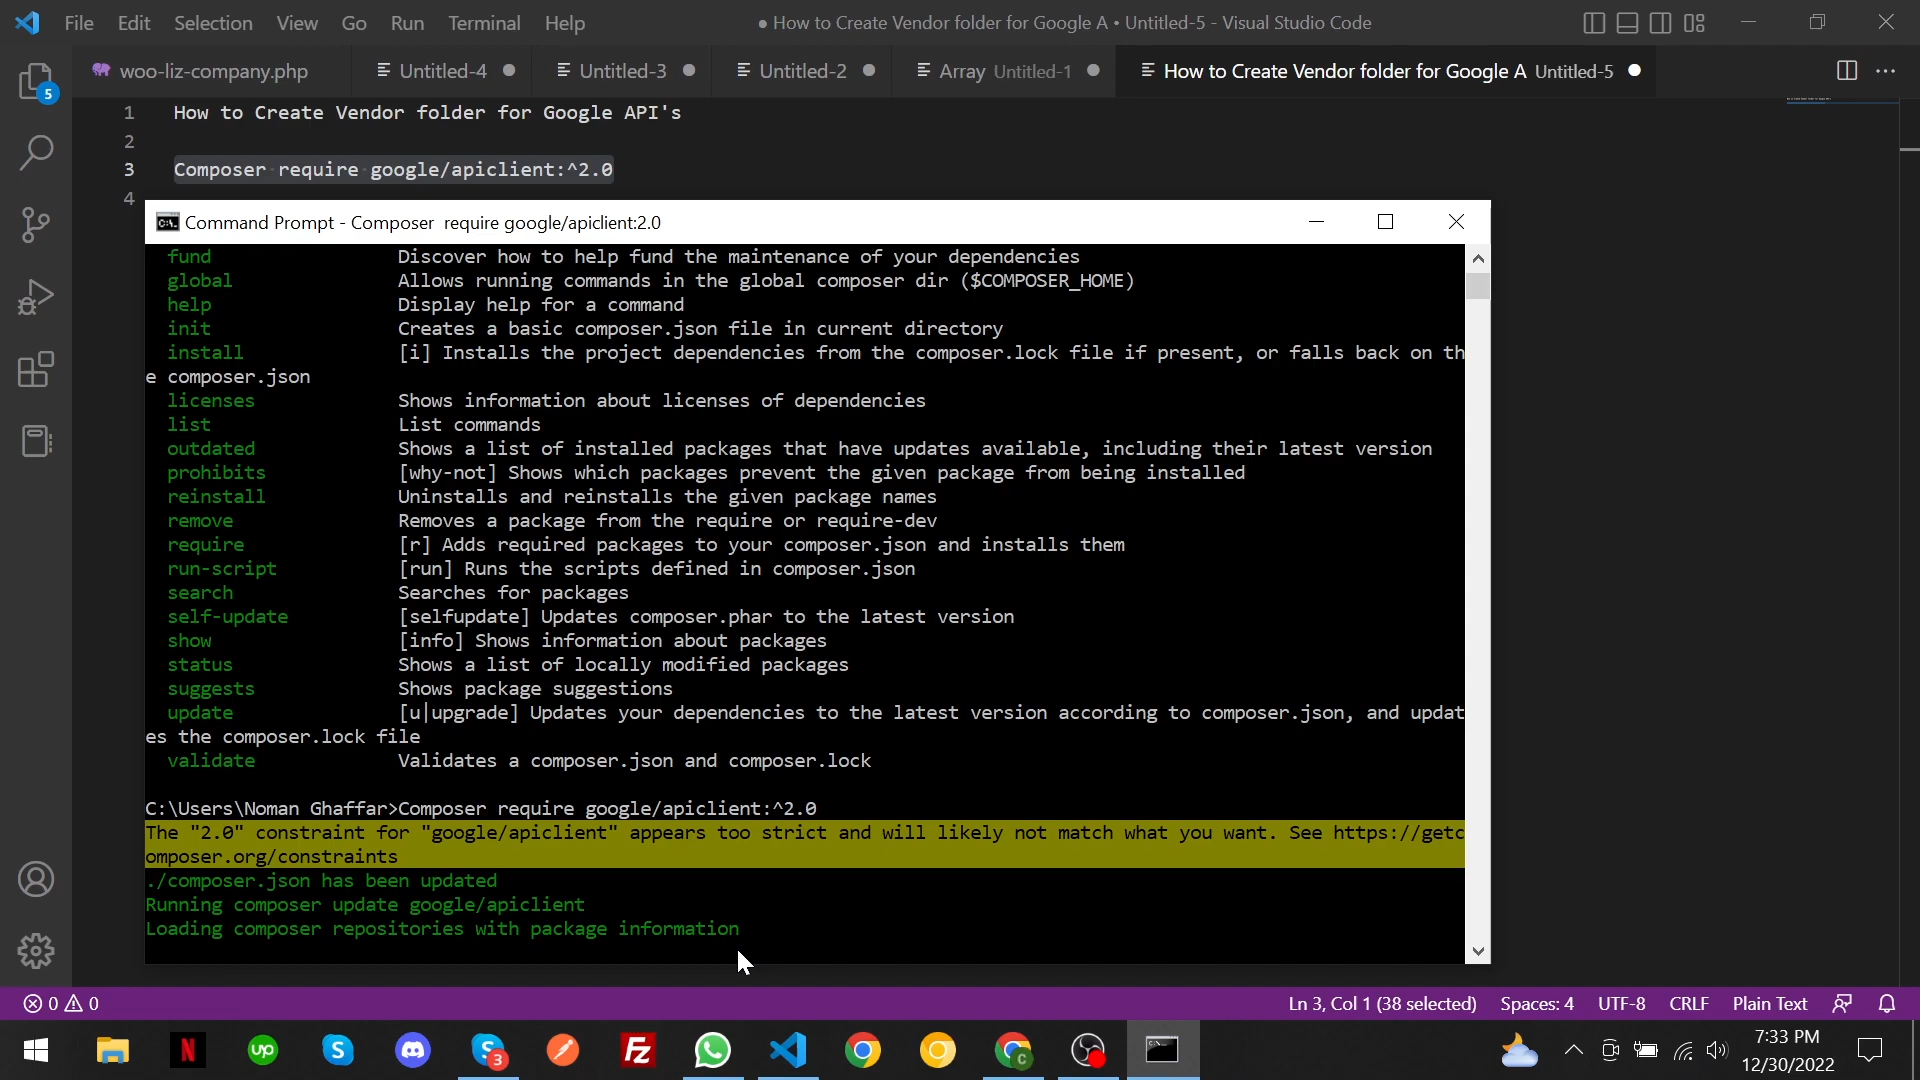 File Edit Selection View Go Run Terminal Help
● How to Create Vendor folder for Google A • Untitled-5 - Visual Studio Code
woo-liz-company.php
Untitled-4
Untitled-3
Untitled-2
Array Untitled-1
How to Create Vendor folder for Google A Untitled-5
5
1 How to Create Vendor folder for Google API's
2
3 Composer require google/apiclient:^2.0
4
Command Prompt - Composer require google/apiclient:2.0
fund Discover how to help fund the maintenance of your dependencies
global Allows running commands in the global composer dir ($COMPOSER_HOME)
help Display help for a command
init Creates a basic composer.json file in current directory
install [i] Installs the project dependencies from the composer.lock file if present, or falls back on th
e composer.json
licenses Shows information about licenses of dependencies
list List commands
outdated Shows a list of installed packages that have updates available, including their latest version
prohibits [why-not] Shows which packages prevent the given package from being installed
reinstall Uninstalls and reinstalls the given package names
remove Removes a package from the require or require-dev
require [r] Adds required packages to your composer.json and installs them
run-script [run] Runs the scripts defined in composer.json
search Searches for packages
self-update [selfupdate] Updates composer.phar to the latest version
show [info] Shows information about packages
status Shows a list of locally modified packages
suggests Shows package suggestions
update [u|upgrade] Updates your dependencies to the latest version according to composer.json, and updat
es the composer.lock file
validate Validates a composer.json and composer.lock
C:\Users\Noman Ghaffar>Composer require google/apiclient:^2.0
The "2.0" constraint for "google/apiclient" appears too strict and will likely not match what you want. See https://getc
omposer.org/constraints
./composer.json has been updated
Running composer update google/apiclient
Loading composer repositories with package information
0 0
Ln 3, Col 1 (38 selected) Spaces: 4 UTF-8 CRLF Plain Text
N
up
S
S
3
Fz
C
C:\
7:33 PM
12/30/2022